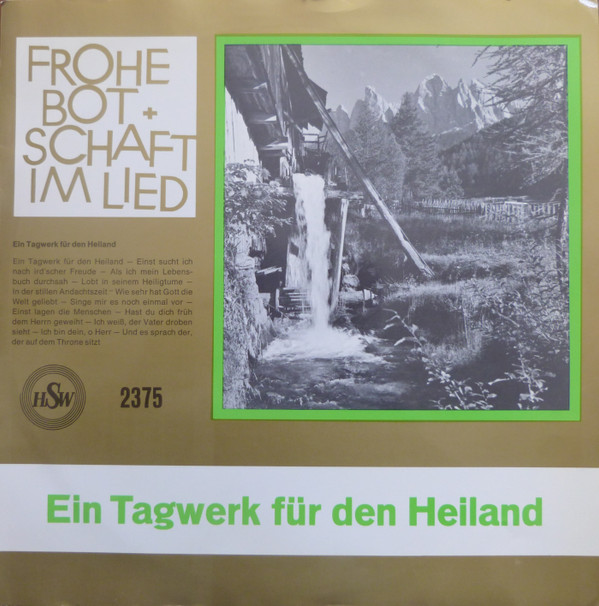 FROHE
BOT +
SCHAFT
IM LIED
Ein Tagwerk für den Heiland
Ein Tagwerk für den Heiland – Einst sucht ich
nach ird'scher Freude – Als ich mein Lebens-
buch durchsah – Lobt in seinem Heiligtume –
In der stillen Andachtszeit - Wie sehr hat Gott die
Welt geliebt – Singe mir es noch einmal vor –
Einst lagen die Menschen – Hast du dich früh
dem Herrn geweiht – Ich weiß, der Vater droben
sieht – Ich bin dein, o Herr – Und es sprach der,
der auf dem Throne sitzt
HSW 2375
Ein Tagwerk für den Heiland